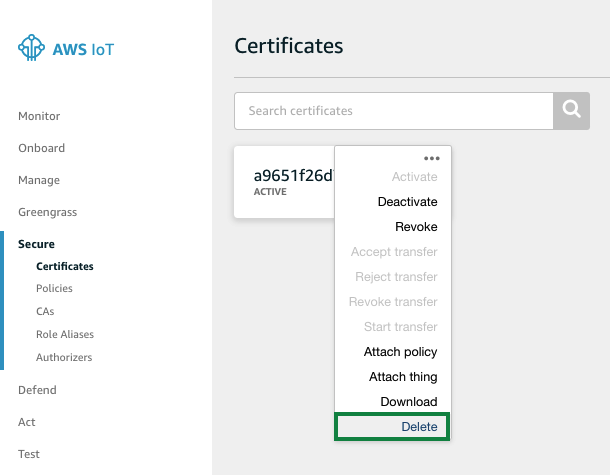 AWS IoT
Monitor
Onboard
Manage
Greengrass
Secure
Certificates
Policies
CAs
Role Aliases
Authorizers
Defend
Act
Test
Certificates
Search certificates
a9651f26d
ACTIVE
Activate
Deactivate
Revoke
Accept transfer
Reject transfer
Revoke transfer
Start transfer
Attach policy
Attach thing
Download
Delete